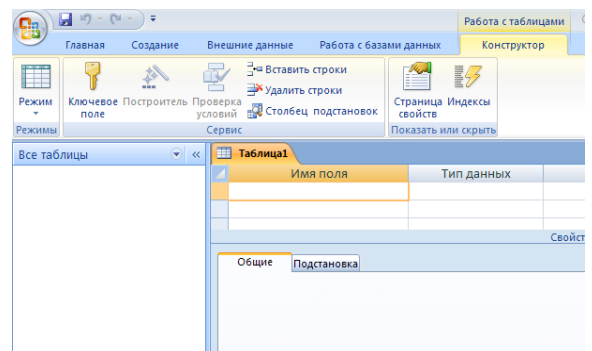 Работа с таблицами
Главная Создание Внешние данные Работа с базами данных Конструктор
Режим
Ключевое поле
Построитель
Проверка условий
Вставить строки
Удалить строки
Столбец подстановок
Страница свойств
Индексы
Режимы Сервис Показать или скрыть
Все таблицы
Таблица1
Имя поля Тип данных
Свойст
Общие Подстановка